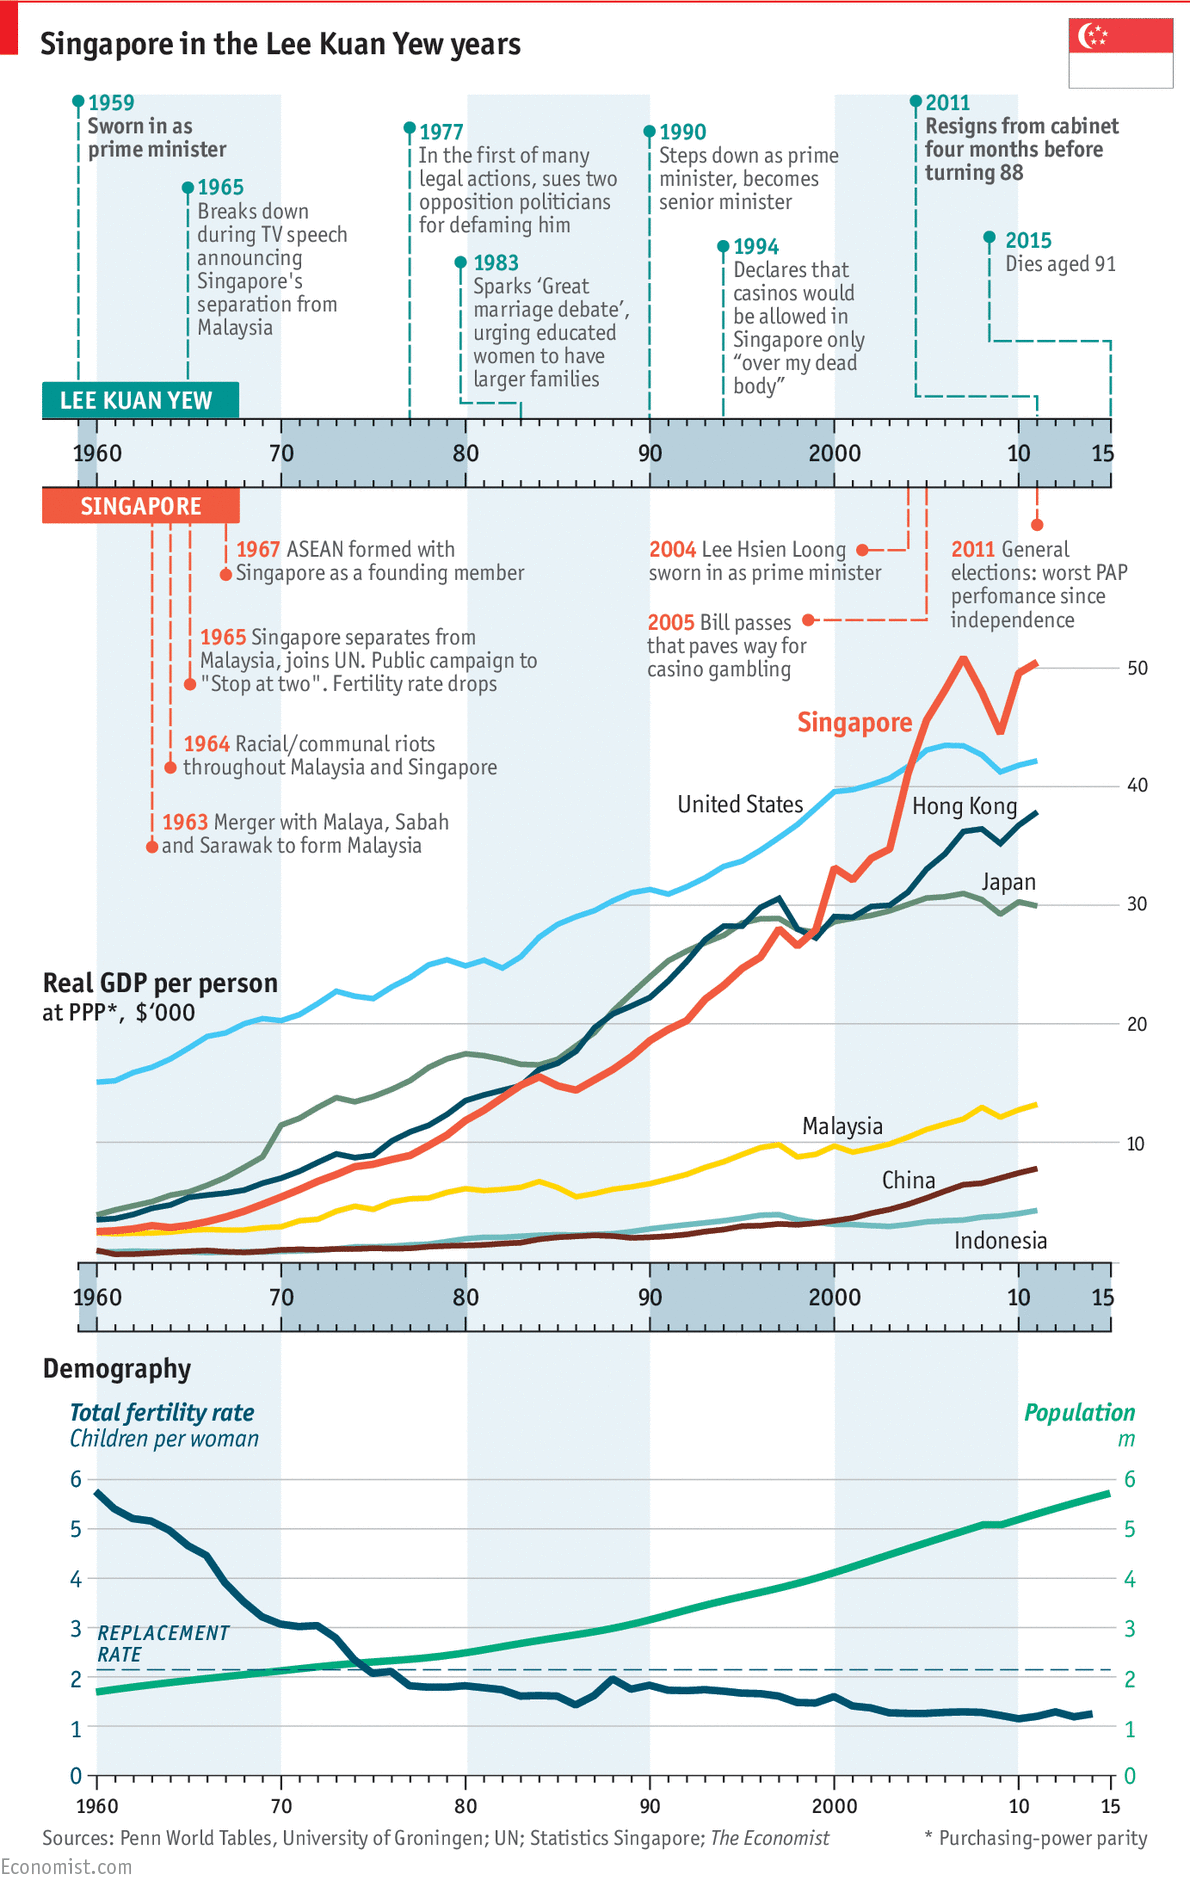 Singapore in the Lee Kuan Yew years
1959
Sworn in as
prime minister
1965
Breaks down
during TV speech
announcing
Singapore's
separation from
Malaysia
1977
In the first of many
legal actions, sues two
opposition politicians
for defaming him
1983
Sparks ‘Great
marriage debate’,
urging educated
women to have
larger families
1990
Steps down as prime
minister, becomes
senior minister
1994
Declares that
casinos would
be allowed in
Singapore only
“over my dead
body”
2011
Resigns from cabinet
four months before
turning 88
2015
Dies aged 91
LEE KUAN YEW
1960 70 80 90 2000 10 15
SINGAPORE
1967 ASEAN formed with
Singapore as a founding member
1965 Singapore separates from
Malaysia, joins UN. Public campaign to
"Stop at two". Fertility rate drops
1964 Racial/communal riots
throughout Malaysia and Singapore
1963 Merger with Malaya, Sabah
and Sarawak to form Malaysia
2004 Lee Hsien Loong
sworn in as prime minister
2005 Bill passes
that paves way for
casino gambling
2011 General
elections: worst PAP
perfomance since
independence
Real GDP per person
at PPP*, $‘000
50
40
30
20
10
Singapore
United States
Hong Kong
Japan
Malaysia
China
Indonesia
1960 70 80 90 2000 10 15
Demography
Total fertility rate
Children per woman
Population
m
6 6
5 5
4 4
3 3
REPLACEMENT
RATE
2 2
1 1
0 0
1960 70 80 90 2000 10 15
Sources: Penn World Tables, University of Groningen; UN; Statistics Singapore; The Economist
* Purchasing-power parity
Economist.com